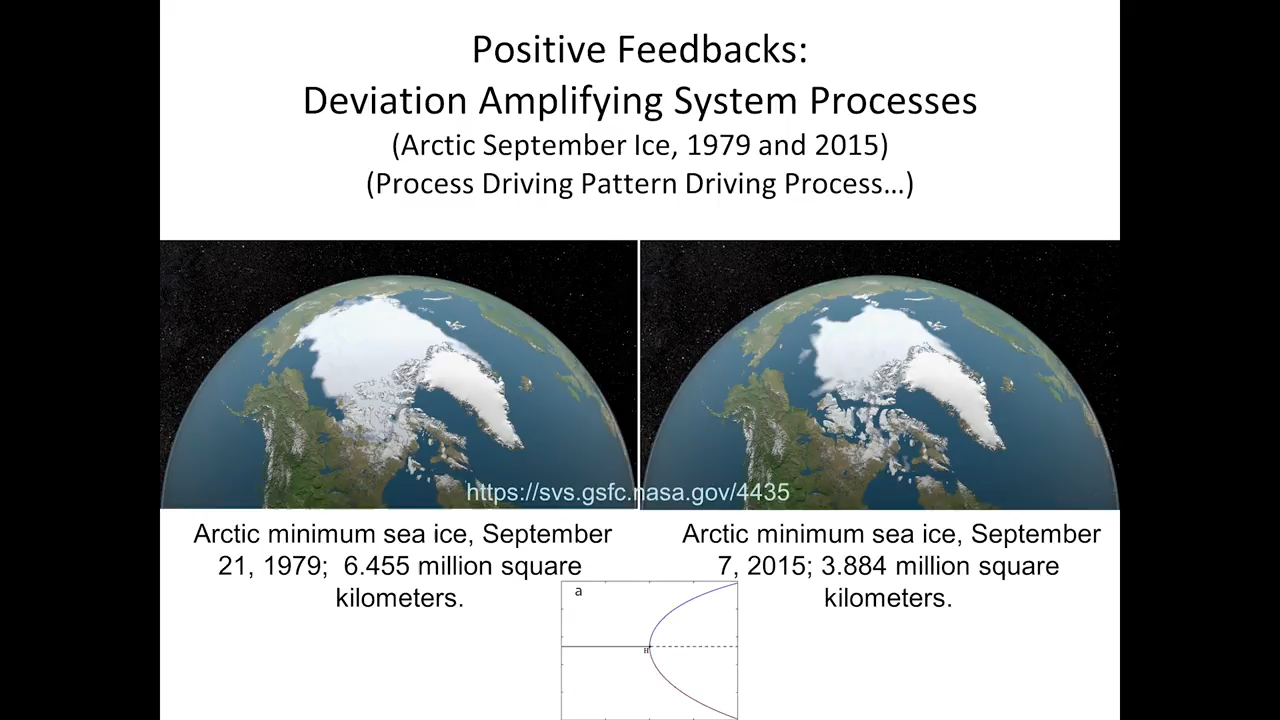 Positive Feedbacks:
Deviation Amplifying System Processes
(Arctic September Ice, 1979 and 2015)
(Process Driving Pattern Driving Process...)
https://svs.gsfc.nasa.gov/4435
Arctic minimum sea ice, September
21, 1979;  6.455 million square
kilometers.
Arctic minimum sea ice, September
7, 2015; 3.884 million square
kilometers.
a
H